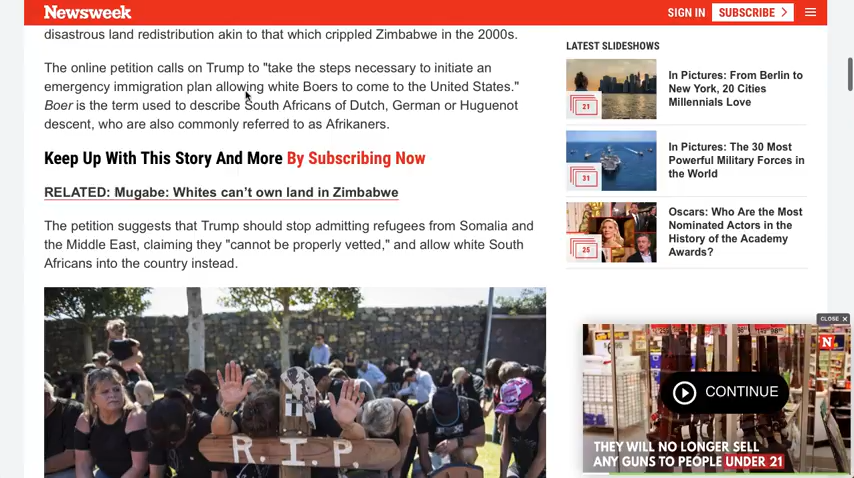 Newsweek
SIGN IN
SUBSCRIBE >
disastrous land redistribution akin to that which crippled Zimbabwe in the 2000s.
The online petition calls on Trump to "take the steps necessary to initiate an
emergency immigration plan allowing white Boers to come to the United States."
Boer is the term used to describe South Africans of Dutch, German or Huguenot
descent, who are also commonly referred to as Afrikaners.
Keep Up With This Story And More By Subscribing Now
RELATED: Mugabe: Whites can't own land in Zimbabwe
The petition suggests that Trump should stop admitting refugees from Somalia and
the Middle East, claiming they "cannot be properly vetted," and allow white South
Africans into the country instead.
R.I.P.
LATEST SLIDESHOWS
21
In Pictures: From Berlin to
New York, 20 Cities
Millennials Love
31
In Pictures: The 30 Most
Powerful Military Forces in
the World
25
Oscars: Who Are the Most
Nominated Actors in the
History of the Academy
Awards?
CLOSE X
N
CONTINUE
THEY WILL NO LONGER SELL
ANY GUNS TO PEOPLE UNDER 21